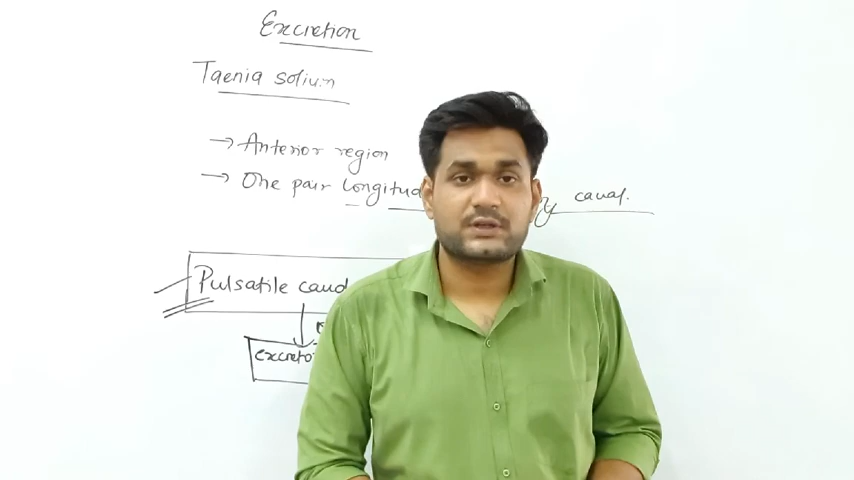 Excretion
Taenia solium
→ Anterior region
→ One pair longitud y canal.
Pulsatile caud
excreto